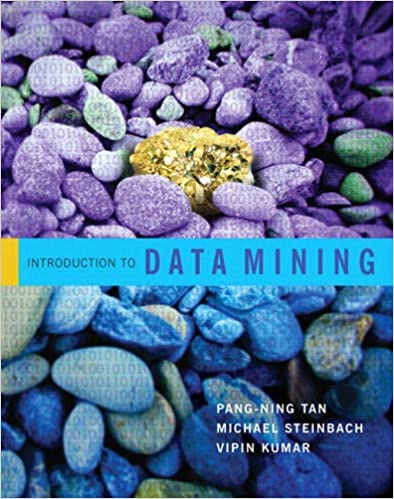 INTRODUCTION TO DATA MINING
PANG-NING TAN
MICHAEL STEINBACH
VIPIN KUMAR